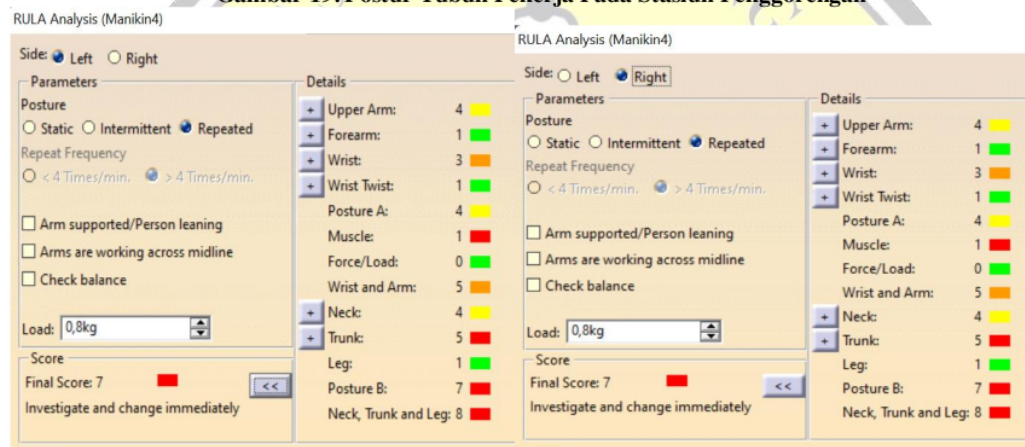 Gambar 19. Postur Tubuh Pekerja Pada Stasiun Penggorengan
RULA Analysis (Manikin4)
Side: Left Right
Parameters
Posture
Static Intermittent Repeated
Repeat Frequency
< 4 Times/min. > 4 Times/min.
Arm supported/Person leaning
Arms are working across midline
Check balance
Load: 0,8kg
Score
Final Score: 7
<<
Investigate and change immediately
Details
+ Upper Arm: 4
+ Forearm: 1
+ Wrist: 3
+ Wrist Twist: 1
Posture A: 4
Muscle: 1
Force/Load: 0
Wrist and Arm: 5
+ Neck: 4
+ Trunk: 5
Leg: 1
Posture B: 7
Neck, Trunk and Leg: 8
RULA Analysis (Manikin4)
Side: Left Right
Parameters
Posture
Static Intermittent Repeated
Repeat Frequency
< 4 Times/min. > 4 Times/min.
Arm supported/Person leaning
Arms are working across midline
Check balance
Load: 0,8kg
Score
Final Score: 7
<<
Investigate and change immediately
Details
+ Upper Arm: 4
+ Forearm: 1
+ Wrist: 3
+ Wrist Twist: 1
Posture A: 4
Muscle: 1
Force/Load: 0
Wrist and Arm: 5
+ Neck: 4
+ Trunk: 5
Leg: 1
Posture B: 7
Neck, Trunk and Leg: 8